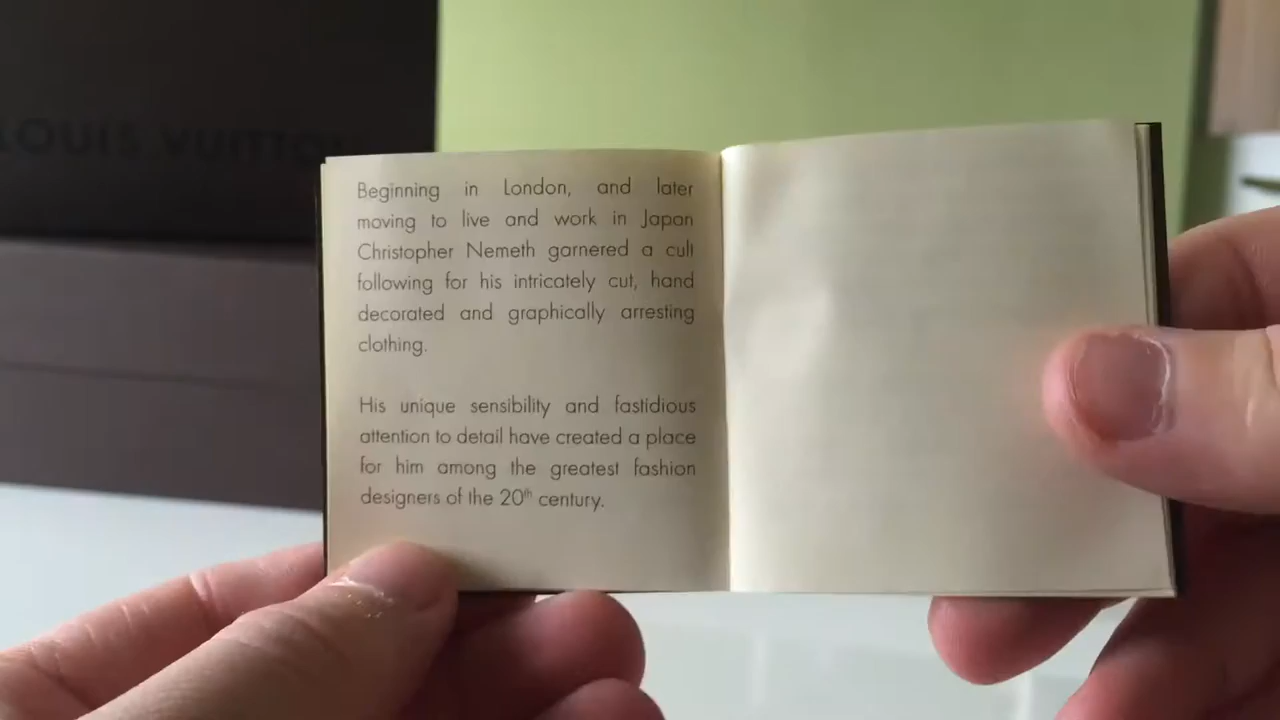 LOUIS VUITTON
Beginning in London, and later
moving to live and work in Japan
Christopher Nemeth garnered a cult
following for his intricately cut, hand
decorated and graphically arresting
clothing.
His unique sensibility and fastidious
attention to detail have created a place
for him among the greatest fashion
designers of the 20th century.